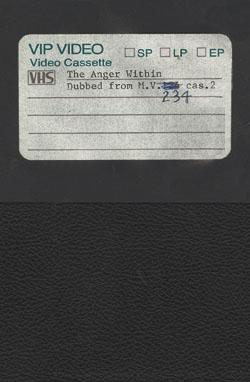 VIP VIDEO □SP □LP □EP
Video Cassette
VHS The Anger Within
Dubbed from M.V. cas.2
234